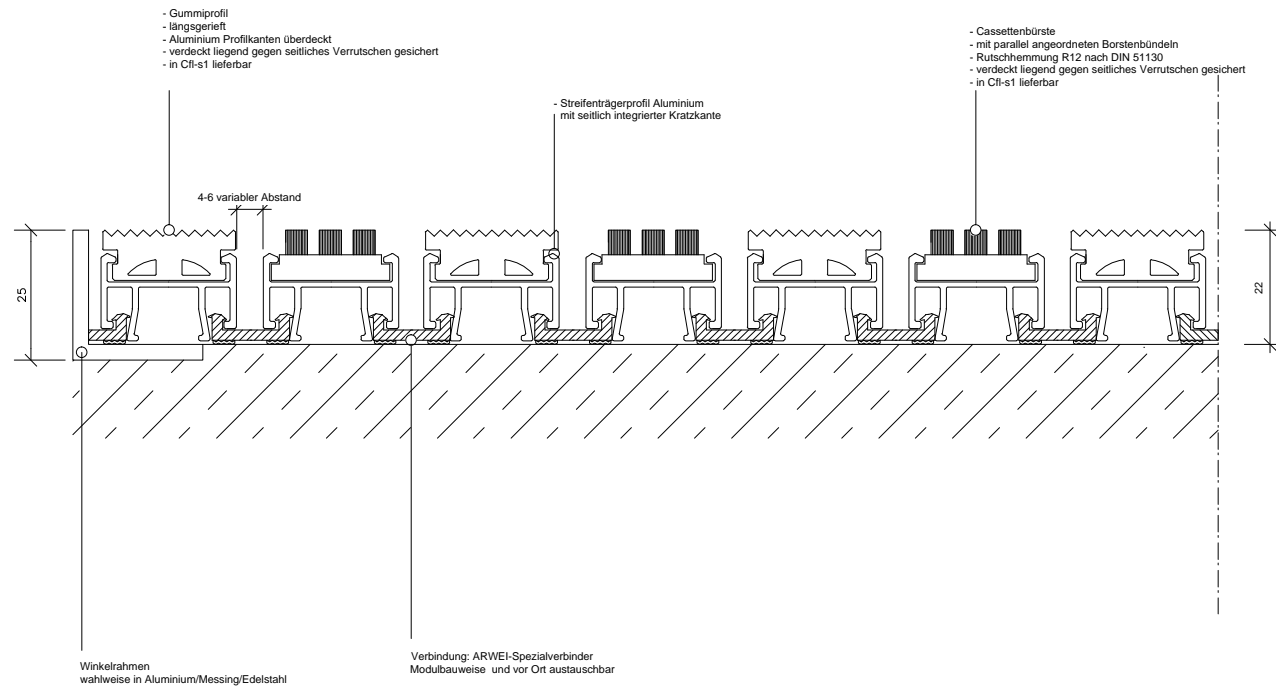 - Gummiprofil
- längsgerieft
- Aluminium Profilkanten überdeckt
- verdeckt liegend gegen seitliches Verrutschen gesichert
- in Cfl-s1 lieferbar
- Cassettenbürste
- mit parallel angeordneten Borstenbündeln
- Rutschhemmung R12 nach DIN 51130
- verdeckt liegend gegen seitliches Verrutschen gesichert
- in Cfl-s1 lieferbar
- Streifenträgerprofil Aluminium
mit seitlich integrierter Kratzkante
4-6 variabler Abstand
25
22
Winkelrahmen
wahlweise in Aluminium/Messing/Edelstahl
Verbindung: ARWEI-Spezialverbinder
Modulbauweise und vor Ort austauschbar